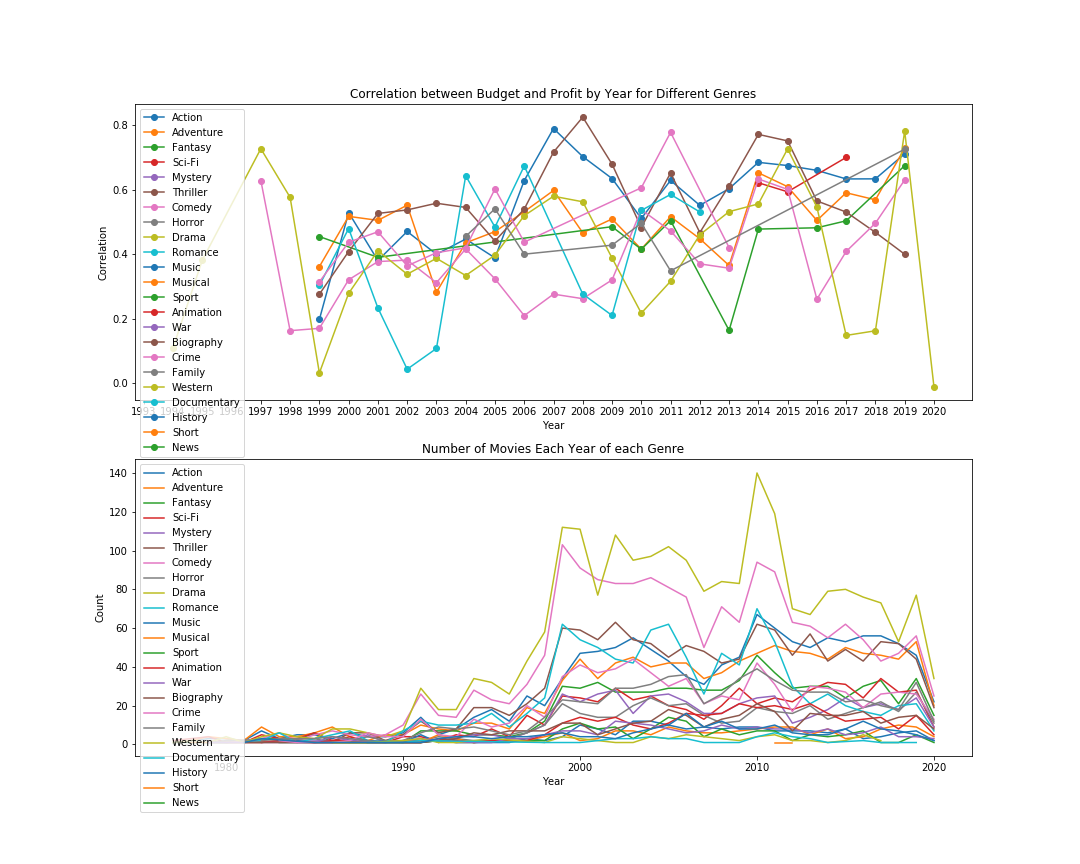 Correlation between Budget and Profit by Year for Different Genres
Correlation
0.8
0.6
0.4
0.2
0.0
Action
Adventure
Fantasy
Sci-Fi
Mystery
Thriller
Comedy
Horror
Drama
Romance
Music
Musical
Sport
Animation
War
Biography
Crime
Family
Western
Documentary
History
Short
News
1993 1994 1995 1996 1997 1998 1999 2000 2001 2002 2003 2004 2005 2006 2007 2008 2009 2010 2011 2012 2013 2014 2015 2016 2017 2018 2019 2020
Year
Number of Movies Each Year of each Genre
Count
140
120
100
80
60
40
20
0
Action
Adventure
Fantasy
Sci-Fi
Mystery
Thriller
Comedy
Horror
Drama
Romance
Music
Musical
Sport
Animation
War
Biography
Crime
Family
Western
Documentary
History
Short
News
1980 1990 2000 2010 2020
Year